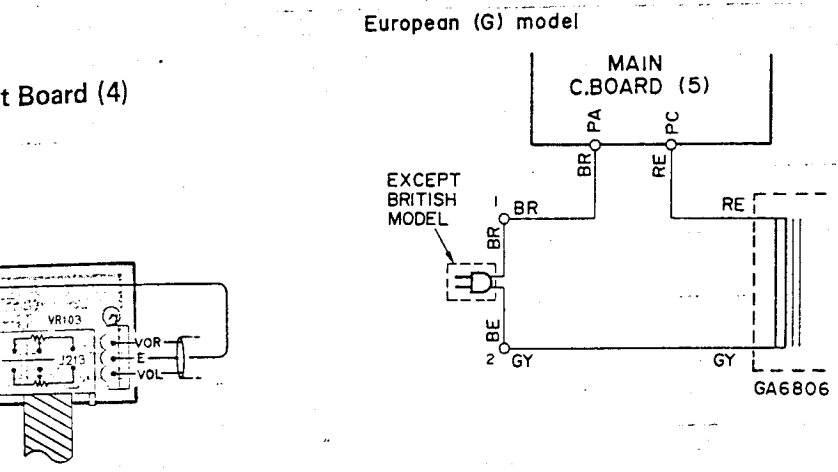 European (G) model
t Board (4)
MAIN
C.BOARD (5)
PA
PC
BR
RE
EXCEPT
BRITISH
MODEL
1
BR
RE
BR
BE
2
GY
GY
GA6806
VR103
VOR
E
J213
VOL